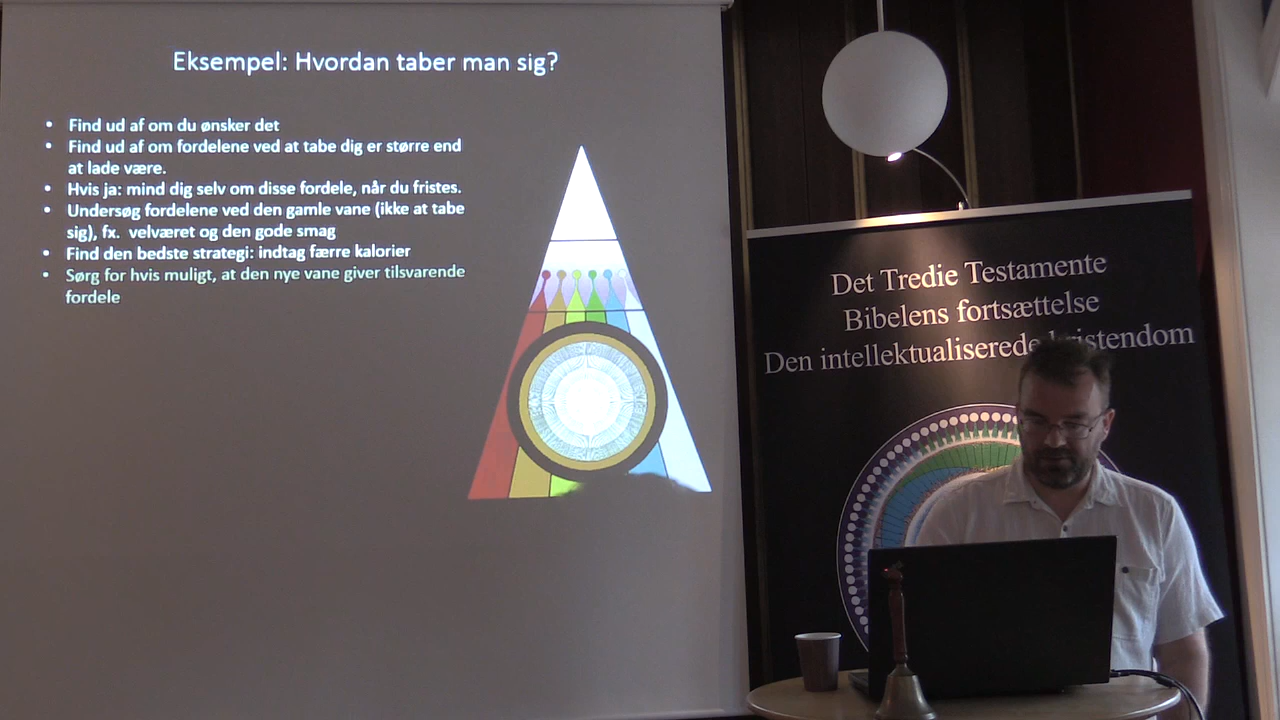 Eksempel: Hvordan taber man sig?
• Find ud af om du ønsker det
• Find ud af om fordelene ved at tabe dig er større end
at lade være.
• Hvis ja: mind dig selv om disse fordele, når du fristes.
• Undersøg fordelene ved den gamle vane (ikke at tabe
sig), fx. velværet og den gode smag
• Find den bedste strategi: indtag færre kalorier
• Sørg for hvis muligt, at den nye vane giver tilsvarende
fordele
Det Tredie Testamente
Bibelens fortsættelse
Den intellektualiserede